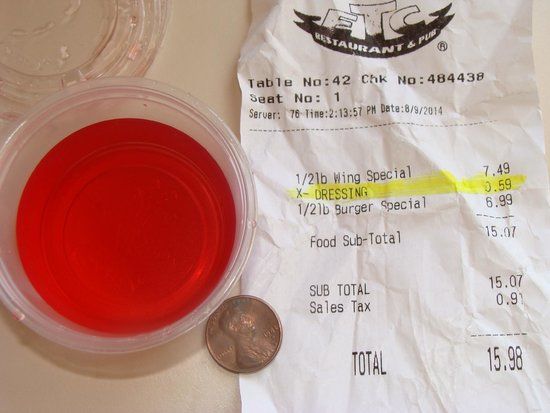 ETC
RESTAURANT & PUB ®
Table No:42 Chk No:484438
Seat No: 1
Server: 76 Time:2:13:57 PM Date:8/9/2014
1/2lb Wing Special 7.49
X- DRESSING 0.59
1/2lb Burger Special 6.99
Food Sub-Total 15.07
SUB TOTAL 15.07
Sales Tax 0.91
TOTAL 15.98